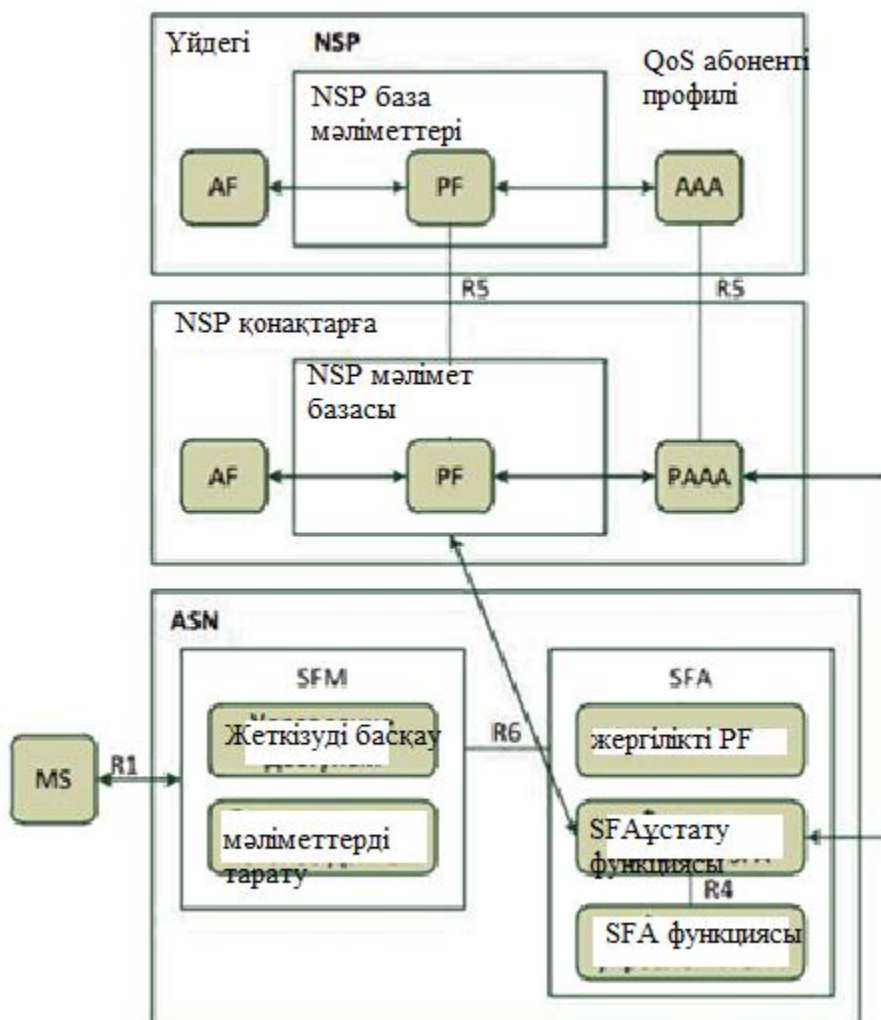 Үйдегі NSP
QoS абоненті
профилі
NSP база
мәліметтері
AF
PF
AAA
R5
R5
NSP қонақтарға
NSP мәлімет
базасы
AF
PF
PAAA
ASN
SFM
SFA
Жеткізуді басқау
R6
жергілікті PF
MS
R1
мәліметтерді
тарату
SFAұстату
функциясы
R4
SFA функциясы